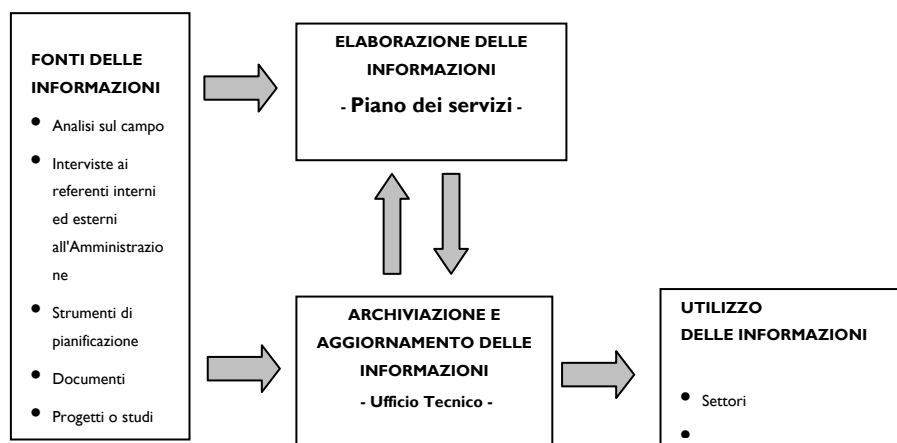 FONTI DELLE
INFORMAZIONI
● Analisi sul campo
● Interviste ai
referenti interni
ed esterni
all'Amministrazio
ne
● Strumenti di
pianificazione
● Documenti
● Progetti o studi
ELABORAZIONE DELLE
INFORMAZIONI
- Piano dei servizi -
ARCHIVIAZIONE E
AGGIORNAMENTO DELLE
INFORMAZIONI
- Ufficio Tecnico -
UTILIZZO
DELLE INFORMAZIONI
● Settori
●